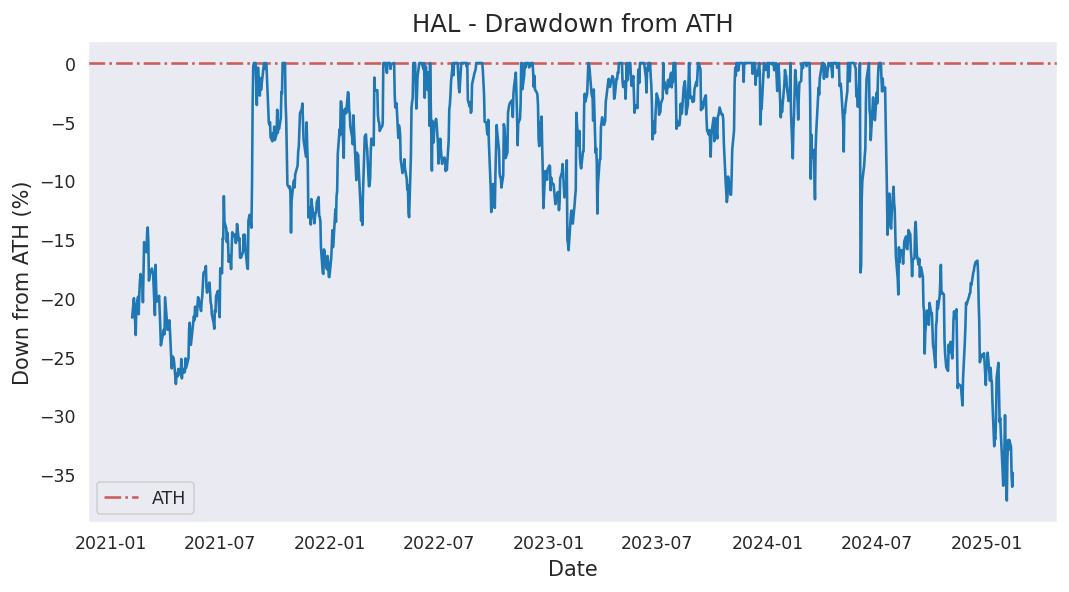 HAL - Drawdown from ATH
Down from ATH (%)
0
−5
−10
−15
−20
−25
−30
−35
ATH
2021-01 2021-07 2022-01 2022-07 2023-01 2023-07 2024-01 2024-07 2025-01
Date